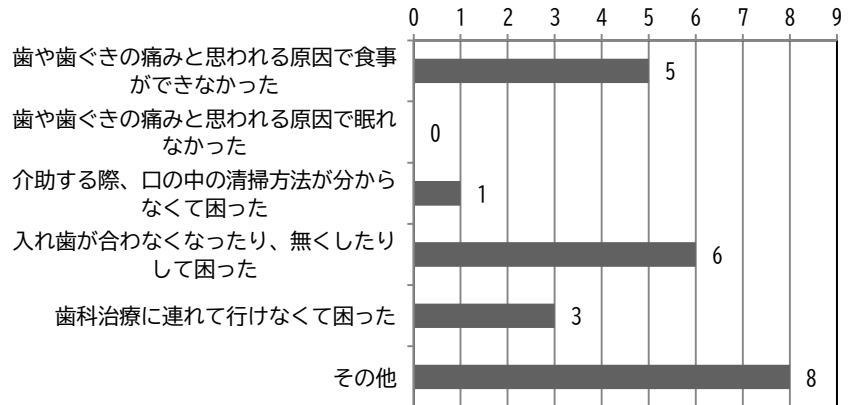 0 1 2 3 4 5 6 7 8 9
歯や歯ぐきの痛みと思われる原因で食事
ができなかった
5
歯や歯ぐきの痛みと思われる原因で眠れ
なかった
0
介助する際、口の中の清掃方法が分から
なくて困った
1
入れ歯が合わなくなったり、無くしたり
して困った
6
歯科治療に連れて行けなくて困った
3
その他
8